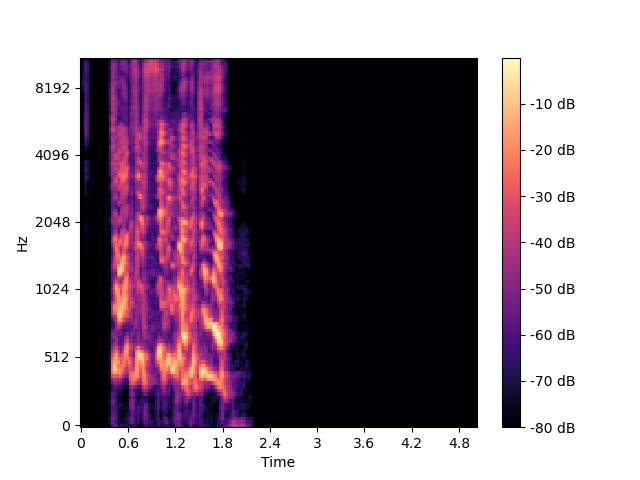 8192
4096
2048
1024
512
0
Hz
0 0.6 1.2 1.8 2.4 3 3.6 4.2 4.8
Time
-10 dB
-20 dB
-30 dB
-40 dB
-50 dB
-60 dB
-70 dB
-80 dB